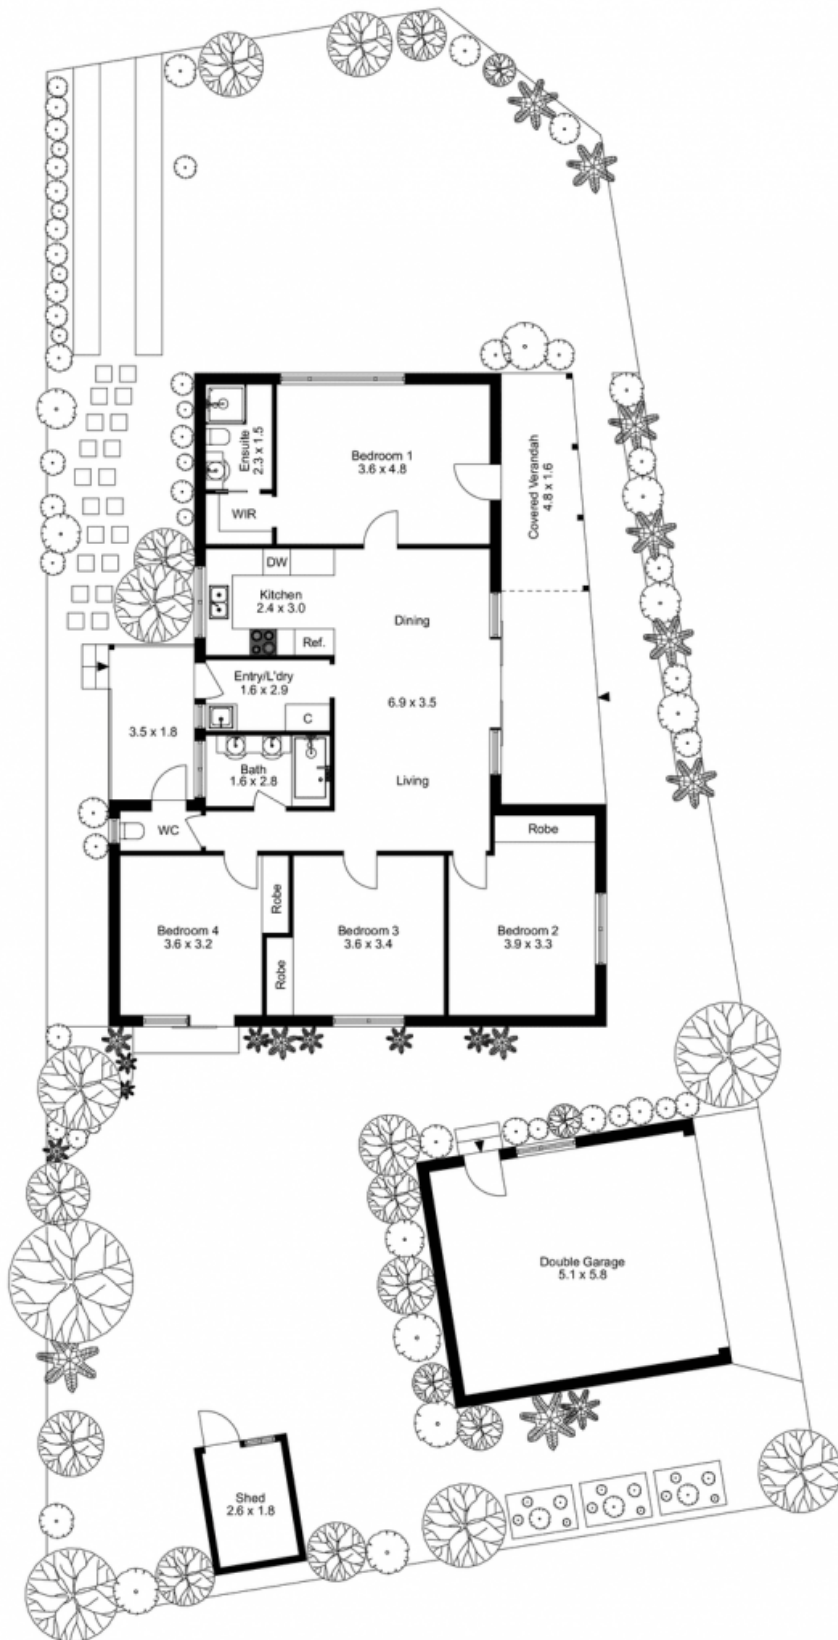 Ensuite
2.3 x 1.5
Bedroom 1
3.6 x 4.8
Covered Verandah
4.8 x 1.6
WIR
DW
Kitchen
2.4 x 3.0
Dining
Ref.
Entry/L'dry
1.6 x 2.9
6.9 x 3.5
C
3.5 x 1.8
Bath
1.6 x 2.8
Living
WC
Robe
Bedroom 4
3.6 x 3.2
Robe
Robe
Bedroom 3
3.6 x 3.4
Bedroom 2
3.9 x 3.3
Double Garage
5.1 x 5.8
Shed
2.6 x 1.8